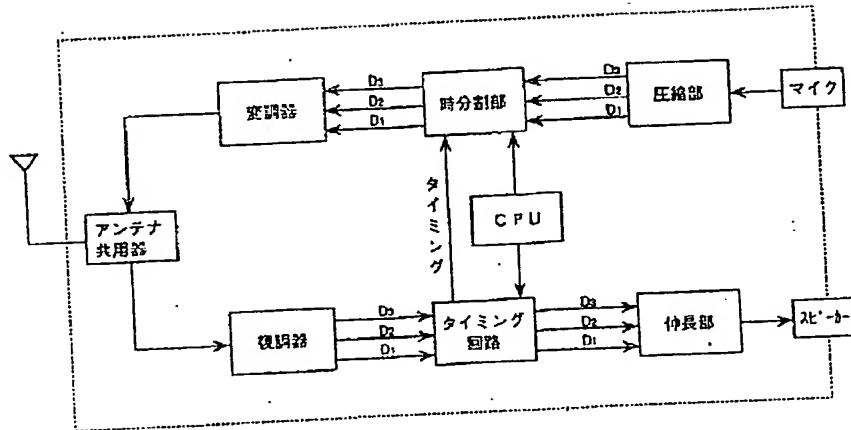 変調器
D3
D2
D1
時分割部
D3
D2
D1
圧縮部
マイク
タイミング
CPU
アンテナ
共用器
復調器
D3
D2
D1
タイミング
回路
D3
D2
D1
伸長部
スピーカー